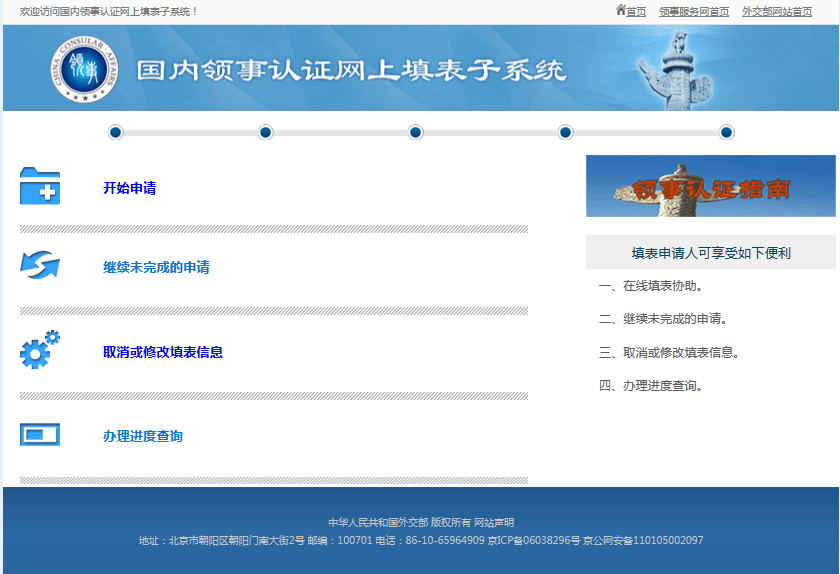 欢迎访问国内领事认证网上填表子系统！
首页 领事服务网首页 外交部网站首页
CHINA CONSULAR AFFAIRS
领事
国内领事认证网上填表子系统
开始申请
继续未完成的申请
取消或修改填表信息
办理进度查询
领事认证指南
填表申请人可享受如下便利
一、在线填表协助。
二、继续未完成的申请。
三、取消或修改填表信息。
四、办理进度查询。
中华人民共和国外交部 版权所有 网站声明
地址：北京市朝阳区朝阳门南大街2号 邮编：100701 电话：86-10-65964909 京ICP备06038296号 京公网安备110105002097